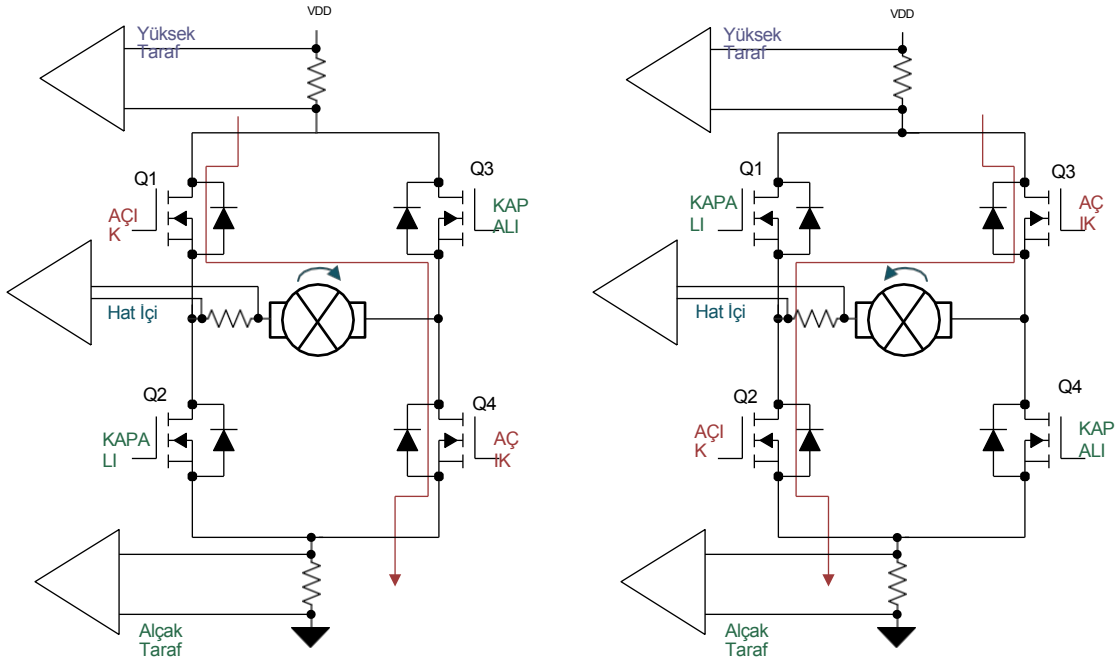 VDD
Yüksek
Taraf
Q1
Q3
AÇI
K
KAP
ALI
Hat İçi
Q2
Q4
KAPA
LI
AÇ
IK
Alçak
Taraf
VDD
Yüksek
Taraf
Q1
Q3
KAPA
LI
AÇ
IK
Hat İçi
Q2
Q4
AÇI
K
KAP
ALI
Alçak
Taraf